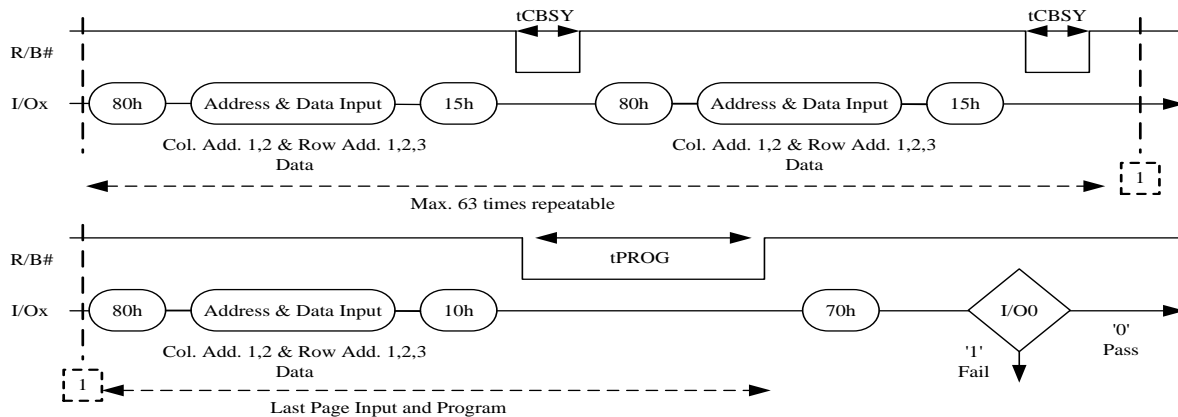 tCBSY tCBSY
R/B#
I/Ox 80h Address & Data Input 15h 80h Address & Data Input 15h
Col. Add. 1,2 & Row Add. 1,2,3 Col. Add. 1,2 & Row Add. 1,2,3
Data Data
1
Max. 63 times repeatable
R/B#
tPROG
I/Ox 80h Address & Data Input 10h 70h I/O0
'0'
Col. Add. 1,2 & Row Add. 1,2,3 '1' Pass
Data Fail
1
Last Page Input and Program